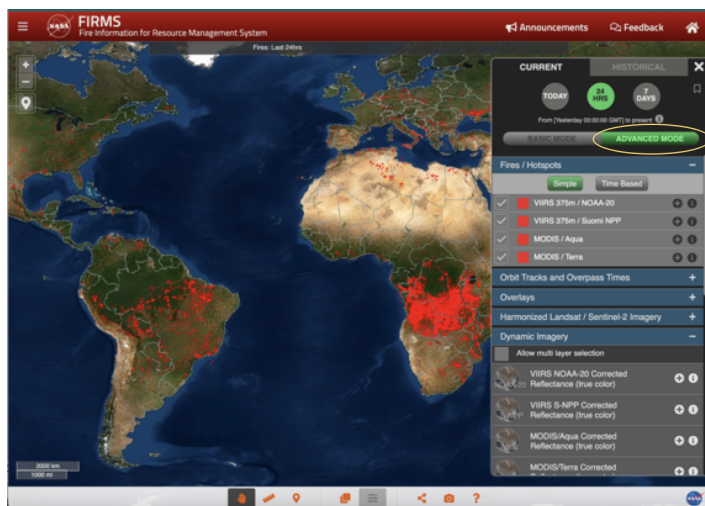 NASA
FIRMS
Fire Information for Resource Management System
Announcements
Feedback
Fires: Last 24hrs
CURRENT
HISTORICAL
TODAY
24
HRS
7
DAYS
From [Yesterday 00:00:00 GMT] to present
BASIC MODE
ADVANCED MODE
Fires / Hotspots
Simple
Time Based
VIIRS 375m / NOAA-20
VIIRS 375m / Suomi NPP
MODIS / Aqua
MODIS / Terra
Orbit Tracks and Overpass Times
Overlays
Harmonized Landsat / Sentinel-2 Imagery
Dynamic Imagery
Allow multi layer selection
VIIRS NOAA-20 Corrected
Reflectance (true color)
VIIRS S-NPP Corrected
Reflectance (true color)
MODIS/Aqua Corrected
Reflectance (true color)
MODIS/Terra Corrected
2000 km
1000 mi